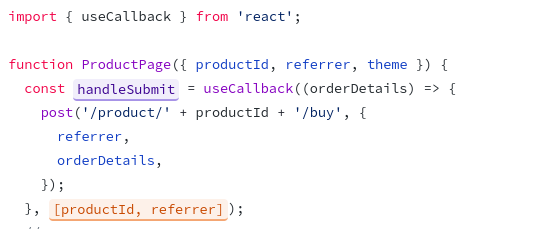 import { useCallback } from 'react';
function ProductPage({ productId, referrer, theme }) {
const handleSubmit = useCallback((orderDetails) => {
post('/product/' + productId + '/buy', {
referrer,
orderDetails,
});
}, [productId, referrer]);